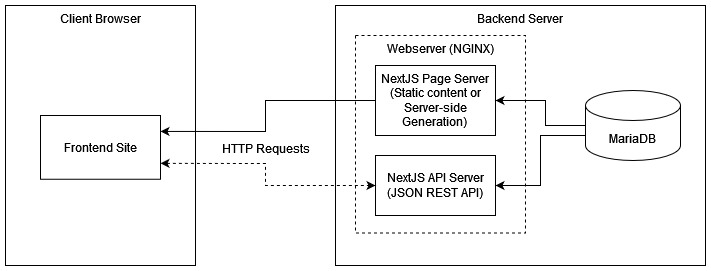 Client Browser
Backend Server
Webserver (NGINX)
NextJS Page Server
(Static content or
Server-side
Generation)
Frontend Site
HTTP Requests
NextJS API Server
(JSON REST API)
MariaDB